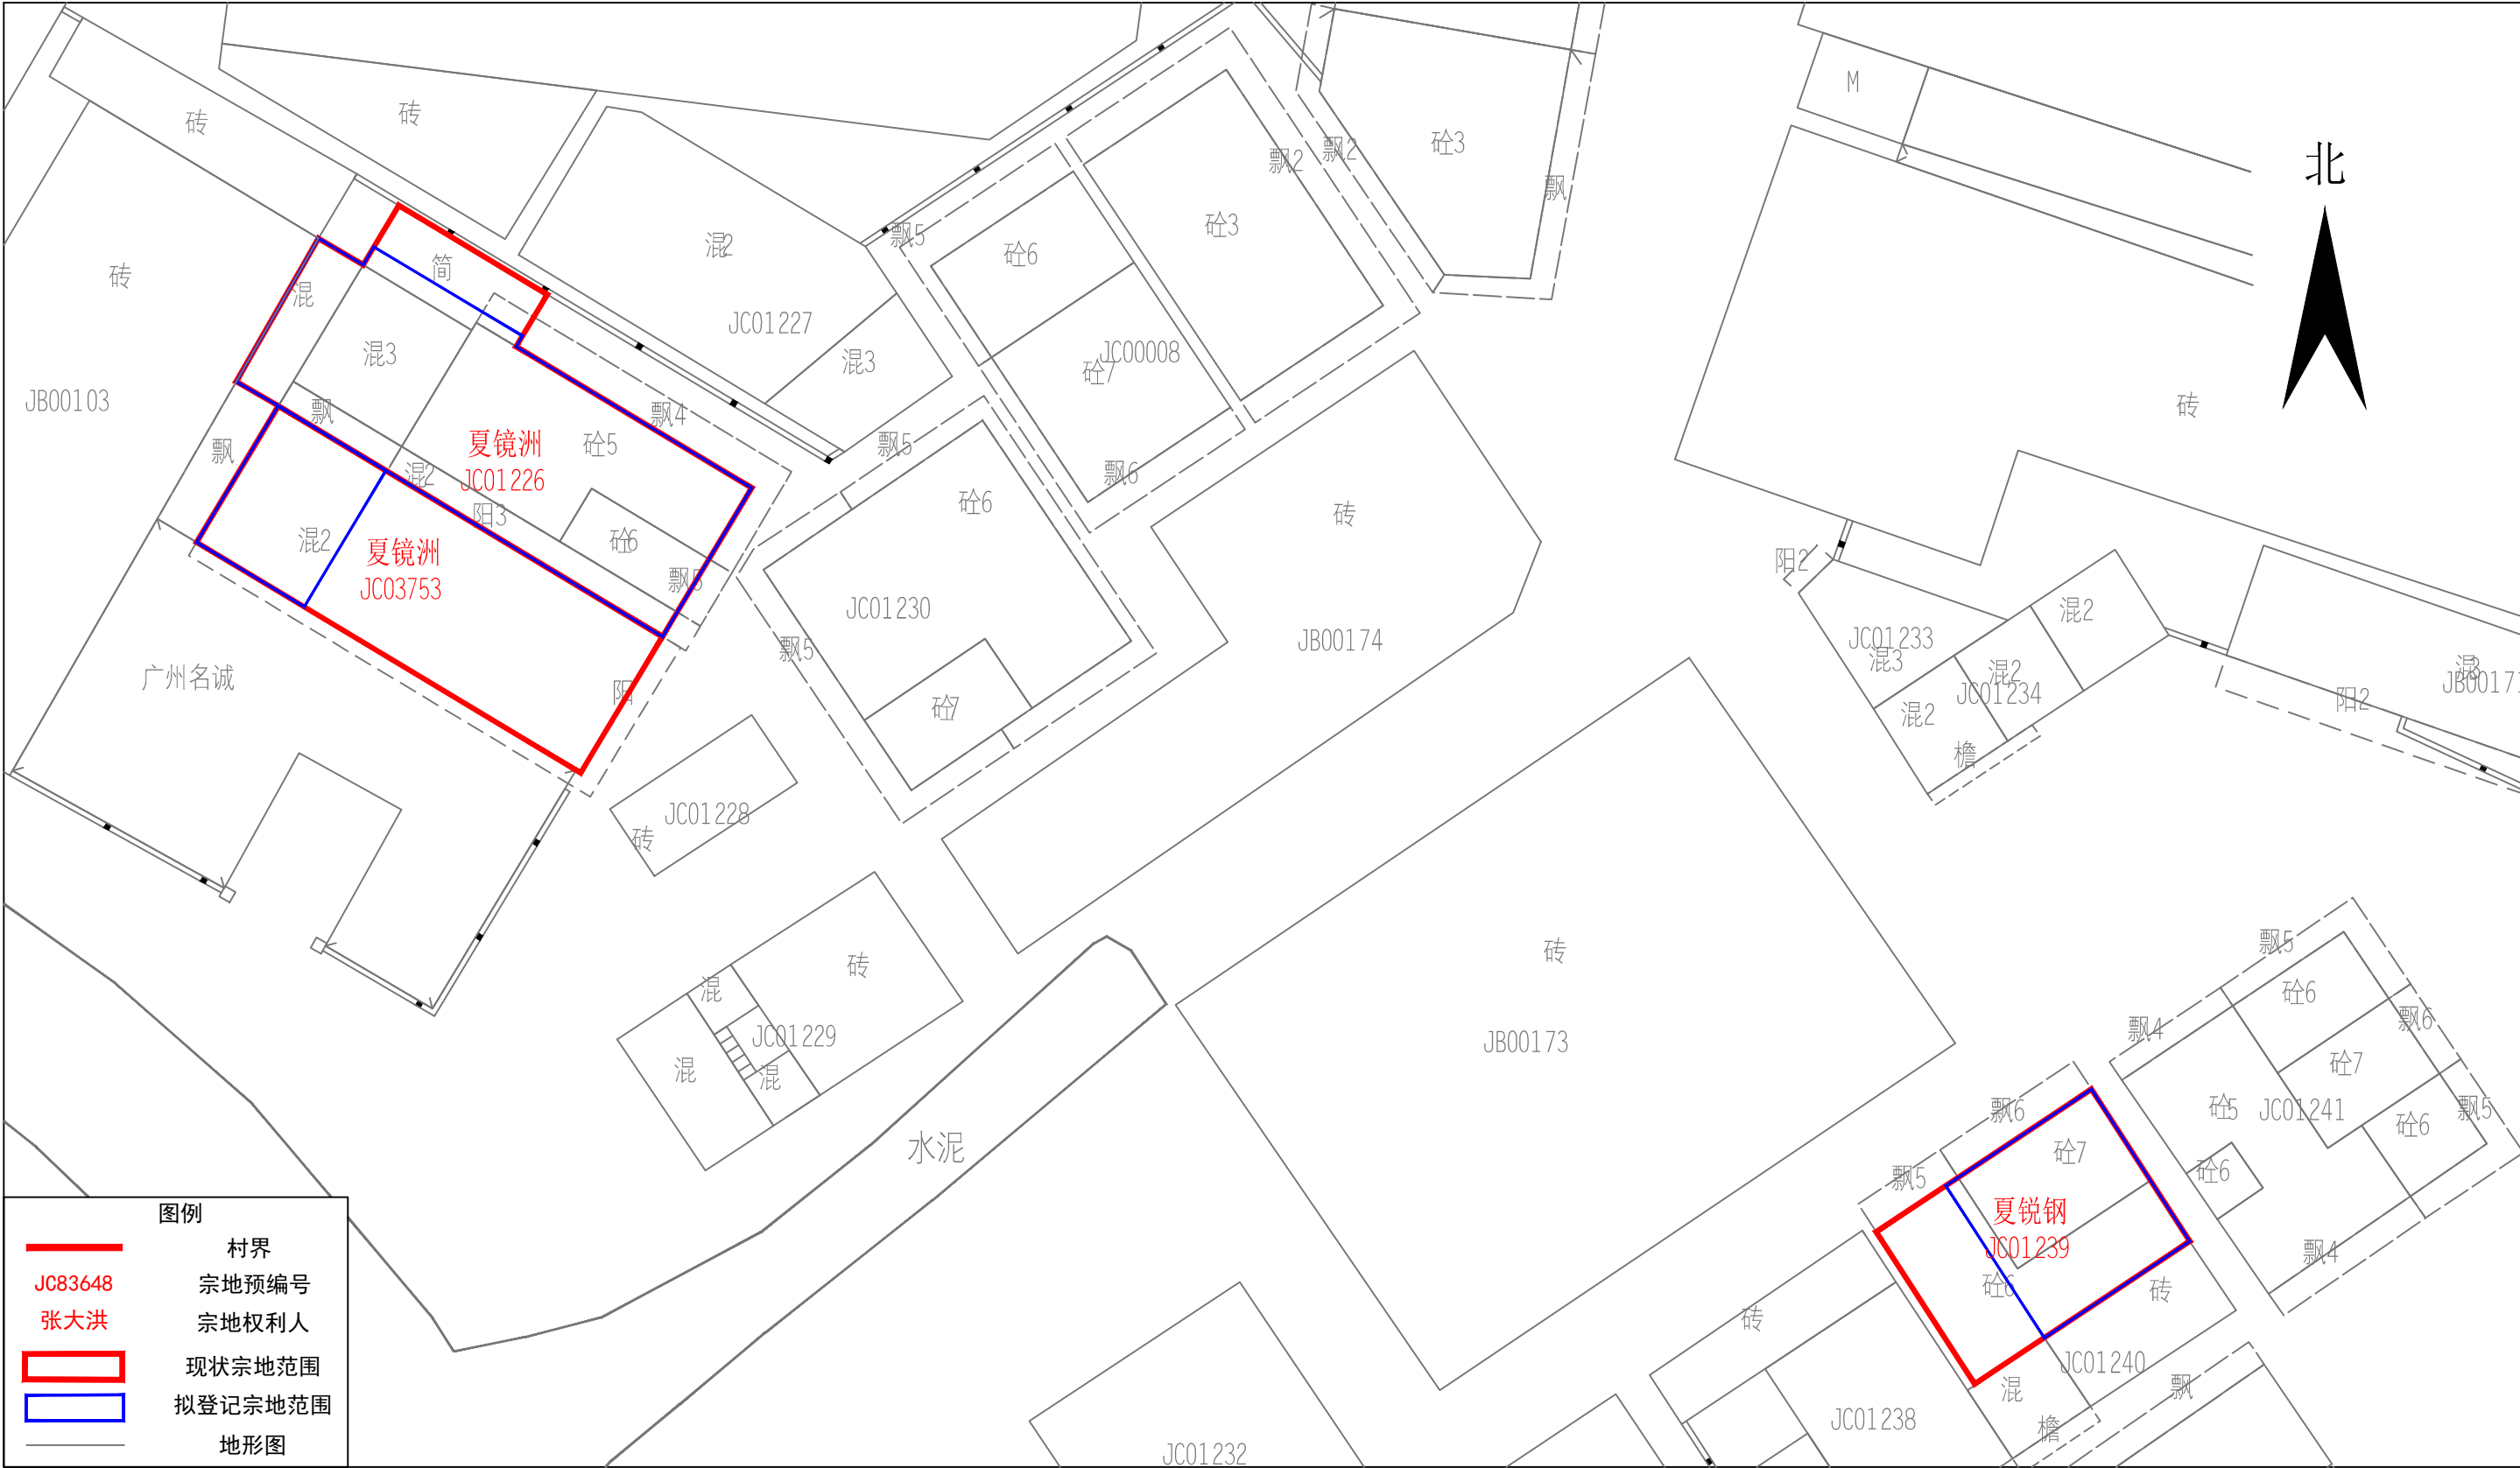 M
砖
砖
砼3
北
飘2
飘2
飘
砼3
混2
飘5
砼6
简
砖
混
JC01227
混3
混3
JC00008
砼7
JB00103
飘
飘4
砖
夏镜洲
砼5
飘5
飘
混2
JC01226
飘6
砼6
阳3
砖
混2
夏镜洲
砼6
阳2
JC03753
飘5
JC01230
混2
飘5
JB00174
JC01233
混3
混2
广州名诚
阳
JC01234
混3
JB00171
砼7
混2
阳2
檐
JC01228
砖
飘5
砖
砖
混
砼6
飘6
JC01229
飘4
JB00173
混
混
砼7
水泥
飘6
砼5
JC01241
飘5
砼6
砼7
飘5
砼6
夏锐钢
JC01239
飘4
砼6
砖
砖
JC01240
混
飘
JC01238
檐
JC01232
图例
村界
JC83648 宗地预编号
张大洪 宗地权利人
现状宗地范围
拟登记宗地范围
地形图